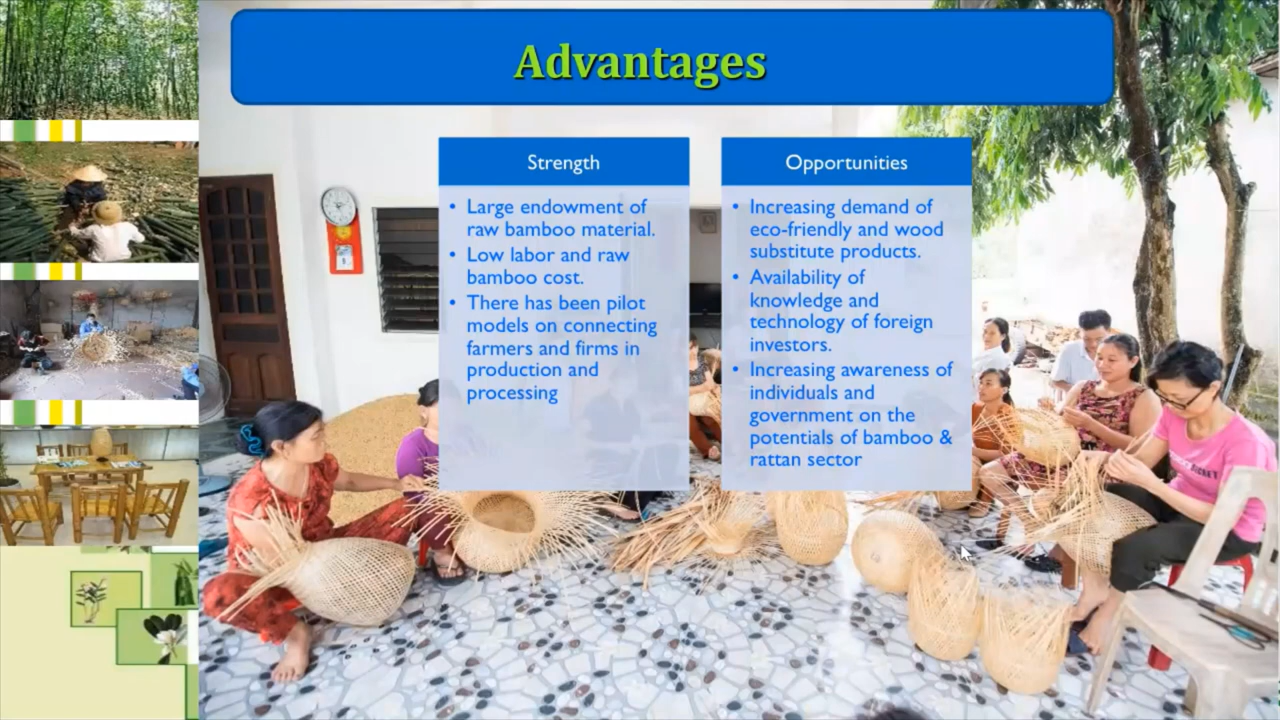 Advantages
Strength
• Large endowment of
raw bamboo material.
• Low labor and raw
bamboo cost.
• There has been pilot
models on connecting
farmers and firms in
production and
processing
Opportunities
• Increasing demand of
eco-friendly and wood
substitute products.
• Availability of
knowledge and
technology of foreign
investors.
• Increasing awareness of
individuals and
government on the
potentials of bamboo &
rattan sector